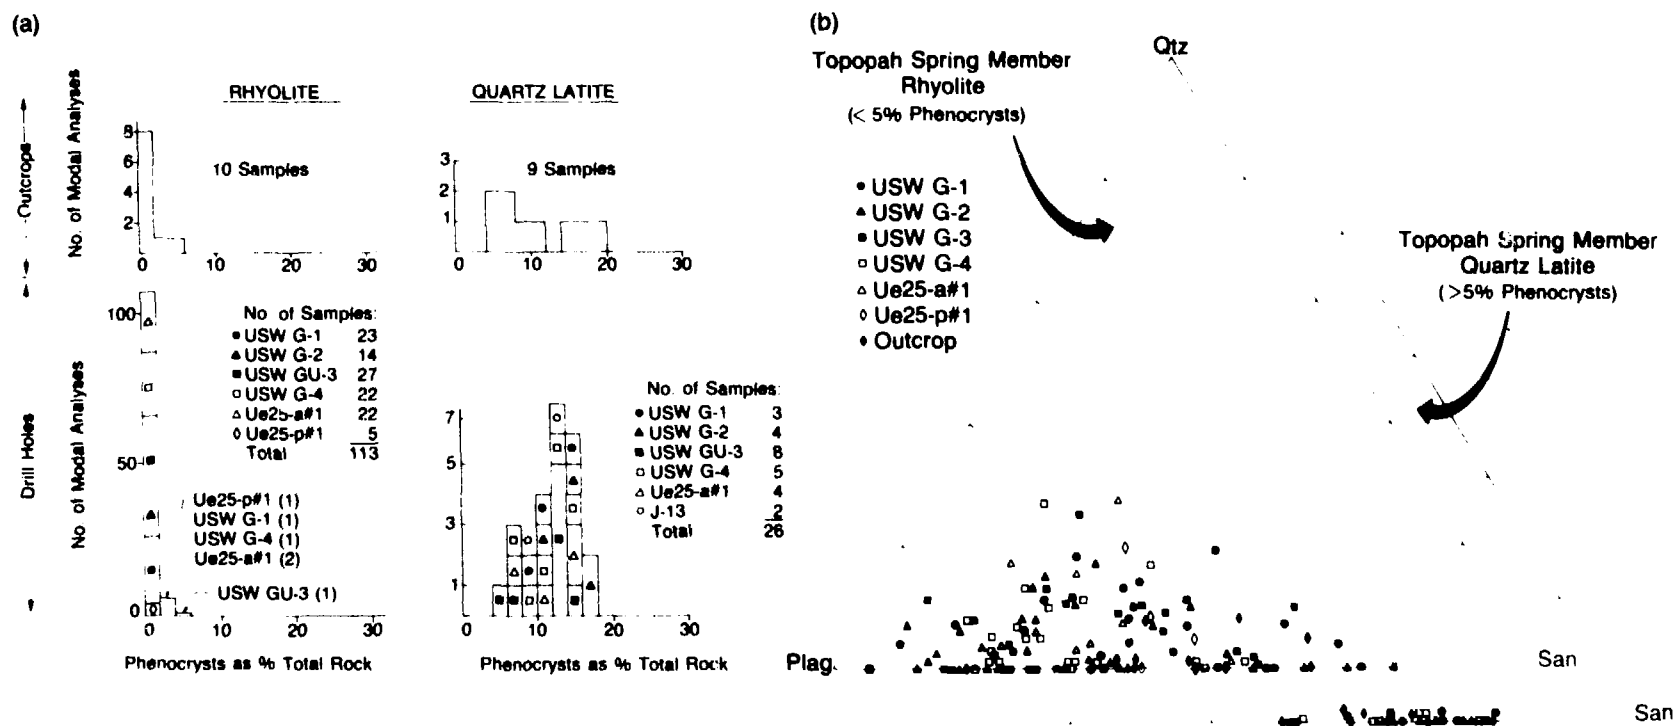 (a)
Outcrops
No. of Modal Analyses
RHYOLITE
8
6
4
2
10 Samples
0 10 20 30
QUARTZ LATITE
3
2
1
9 Samples
0 10 20 30
Drill Holes
No of Modal Analyses
100
50
0
No of Samples:
USW G-1 23
USW G-2 14
USW GU-3 27
USW G-4 22
Ue25-a#1 22
Ue25-p#1 5
Total 113
Ue25-p#1 (1)
USW G-1 (1)
USW G-4 (1)
Ue25-a#1 (2)
USW GU-3 (1)
0 10 20 30
Phenocrysts as % Total Rock
7
5
3
1
No. of Samples:
USW G-1 3
USW G-2 4
USW GU-3 8
USW G-4 5
Ue25-a#1 4
J-13 2
Total 26
0 10 20 30
Phenocrysts as % Total Rock
(b)
Topopah Spring Member
Rhyolite
(< 5% Phenocrysts)
Qtz
USW G-1
USW G-2
USW G-3
USW G-4
Ue25-a#1
Ue25-p#1
Outcrop
Topopah Spring Member
Quartz Latite
(>5% Phenocrysts)
Plag.
San
San